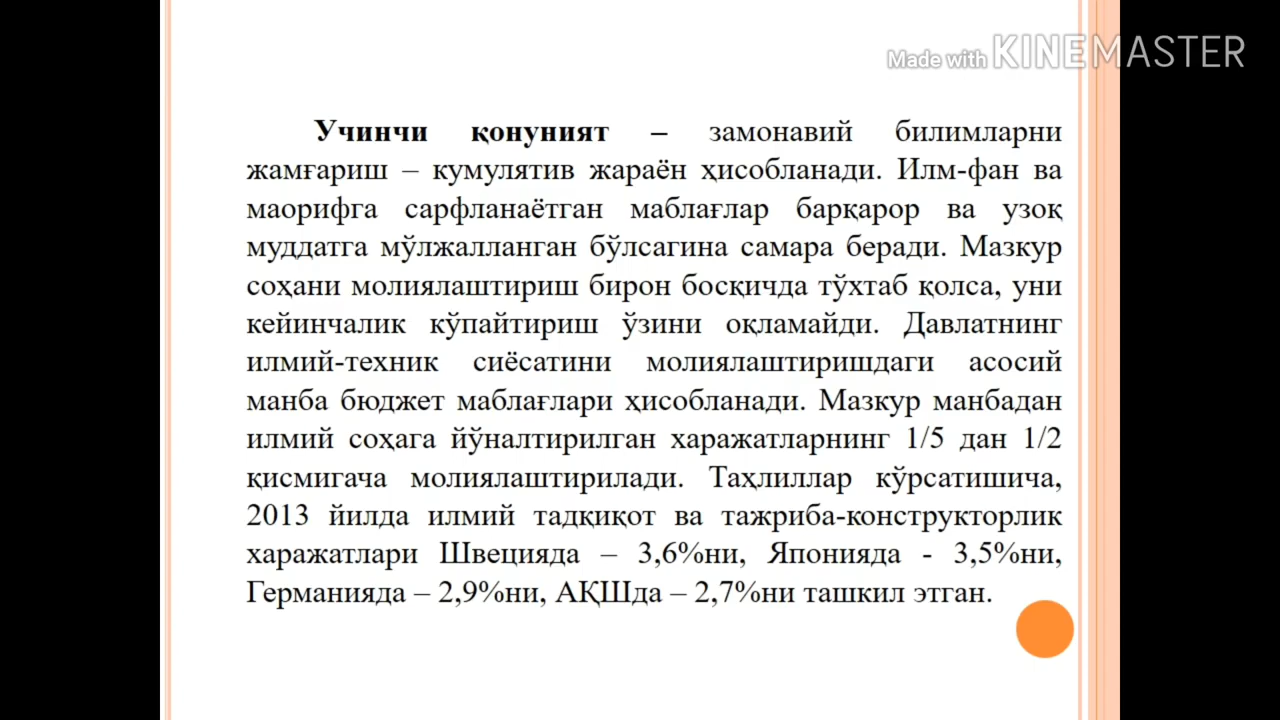 Made with KINEMASTER
Учинчи қонуният – замонавий билимларни
жамғариш – кумулятив жараён ҳисобланади. Илм-фан ва
маорифга сарфланаётган маблағлар барқарор ва узоқ
муддатга мўлжалланган бўлсагина самара беради. Мазкур
соҳани молиялаштириш бирон босқичда тўхтаб қолса, уни
кейинчалик кўпайтириш ўзини оқламайди. Давлатнинг
илмий-техник сиёсатини молиялаштиришдаги асосий
манба бюджет маблағлари ҳисобланади. Мазкур манбадан
илмий соҳага йўналтирилган харажатларнинг 1/5 дан 1/2
қисмигача молиялаштирилади. Таҳлиллар кўрсатишича,
2013 йилда илмий тадқиқот ва тажриба-конструкторлик
харажатлари Швецияда – 3,6%ни, Японияда - 3,5%ни,
Германияда – 2,9%ни, АҚШда – 2,7%ни ташкил этган.